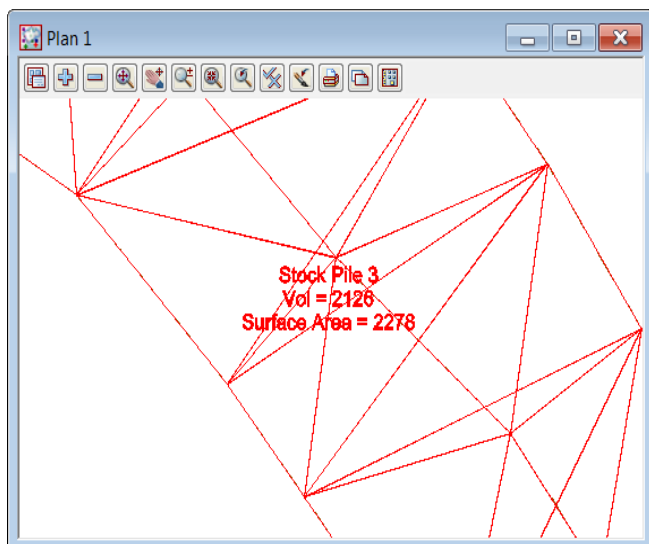 Plan 1
Stock Pile 3
Vol = 2126
Surface Area = 2278